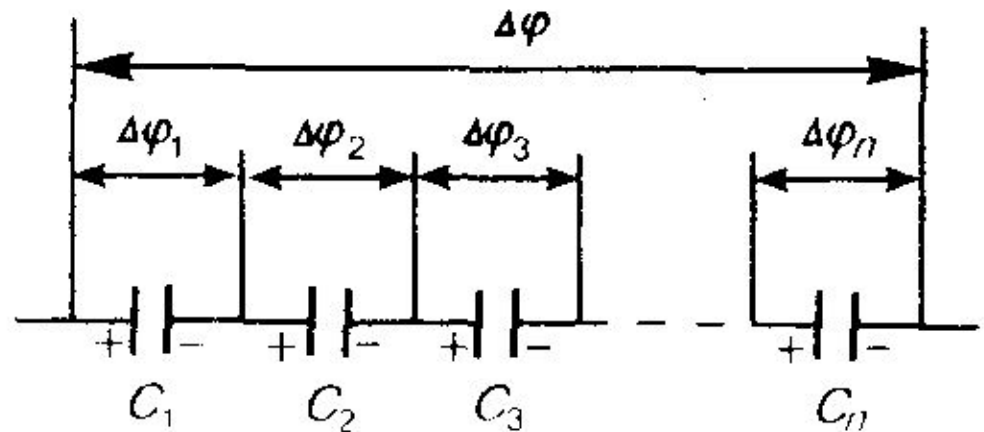 Δφ
Δφ₁ Δφ₂ Δφ₃ Δφₙ
+ - + - + - + -
C₁ C₂ C₃ Cₙ